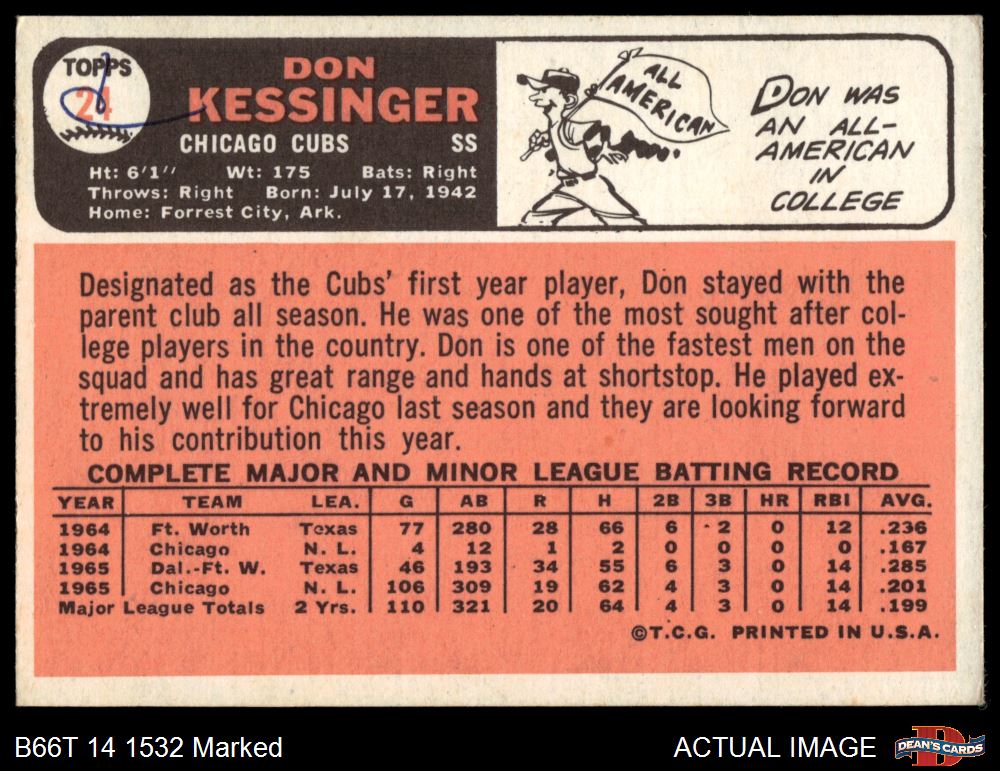 TOPPS
24
DON
KESSINGER
CHICAGO CUBS SS
Ht: 6'1" Wt: 175 Bats: Right
Throws: Right Born: July 17, 1942
Home: Forrest City, Ark.
ALL
AMERICAN
DON WAS
AN ALL-
AMERICAN
IN
COLLEGE
Designated as the Cubs' first year player, Don stayed with the
parent club all season. He was one of the most sought after col-
lege players in the country. Don is one of the fastest men on the
squad and has great range and hands at shortstop. He played ex-
tremely well for Chicago last season and they are looking forward
to his contribution this year.
COMPLETE MAJOR AND MINOR LEAGUE BATTING RECORD
YEAR TEAM LEA. G AB R H 2B 3B HR RBI AVG.
1964 Ft. Worth Texas 77 280 28 66 6 2 0 12 .236
1964 Chicago N. L. 4 12 1 2 0 0 0 0 .167
1965 Dal.-Ft. W. Texas 46 193 34 55 6 3 0 14 .285
1965 Chicago N. L. 106 309 19 62 4 3 0 14 .201
Major League Totals 2 Yrs. 110 321 20 64 4 3 0 14 .199
©T.C.G. PRINTED IN U.S.A.
B66T 14 1532 Marked
ACTUAL IMAGE
DEAN'S CARDS